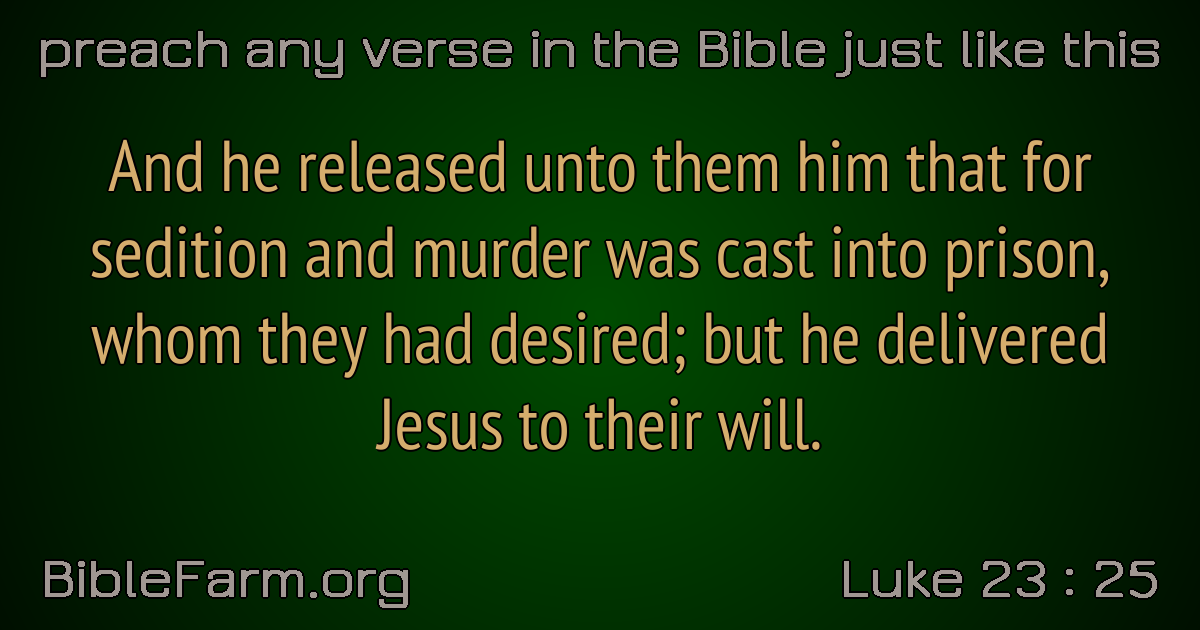 preach any verse in the Bible just like this
And he released unto them him that for
sedition and murder was cast into prison,
whom they had desired; but he delivered
Jesus to their will.
BibleFarm.org
Luke 23 : 25